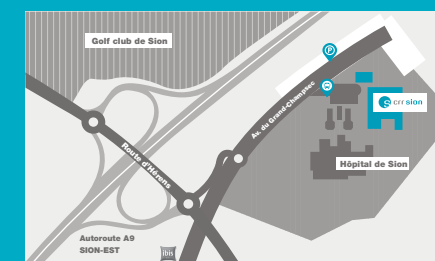 Golf club de Sion
P
Av. du Grand-Champsec
crr sion
Route d'Hérens
Hôpital de Sion
Autoroute A9
SION-EST
ibis